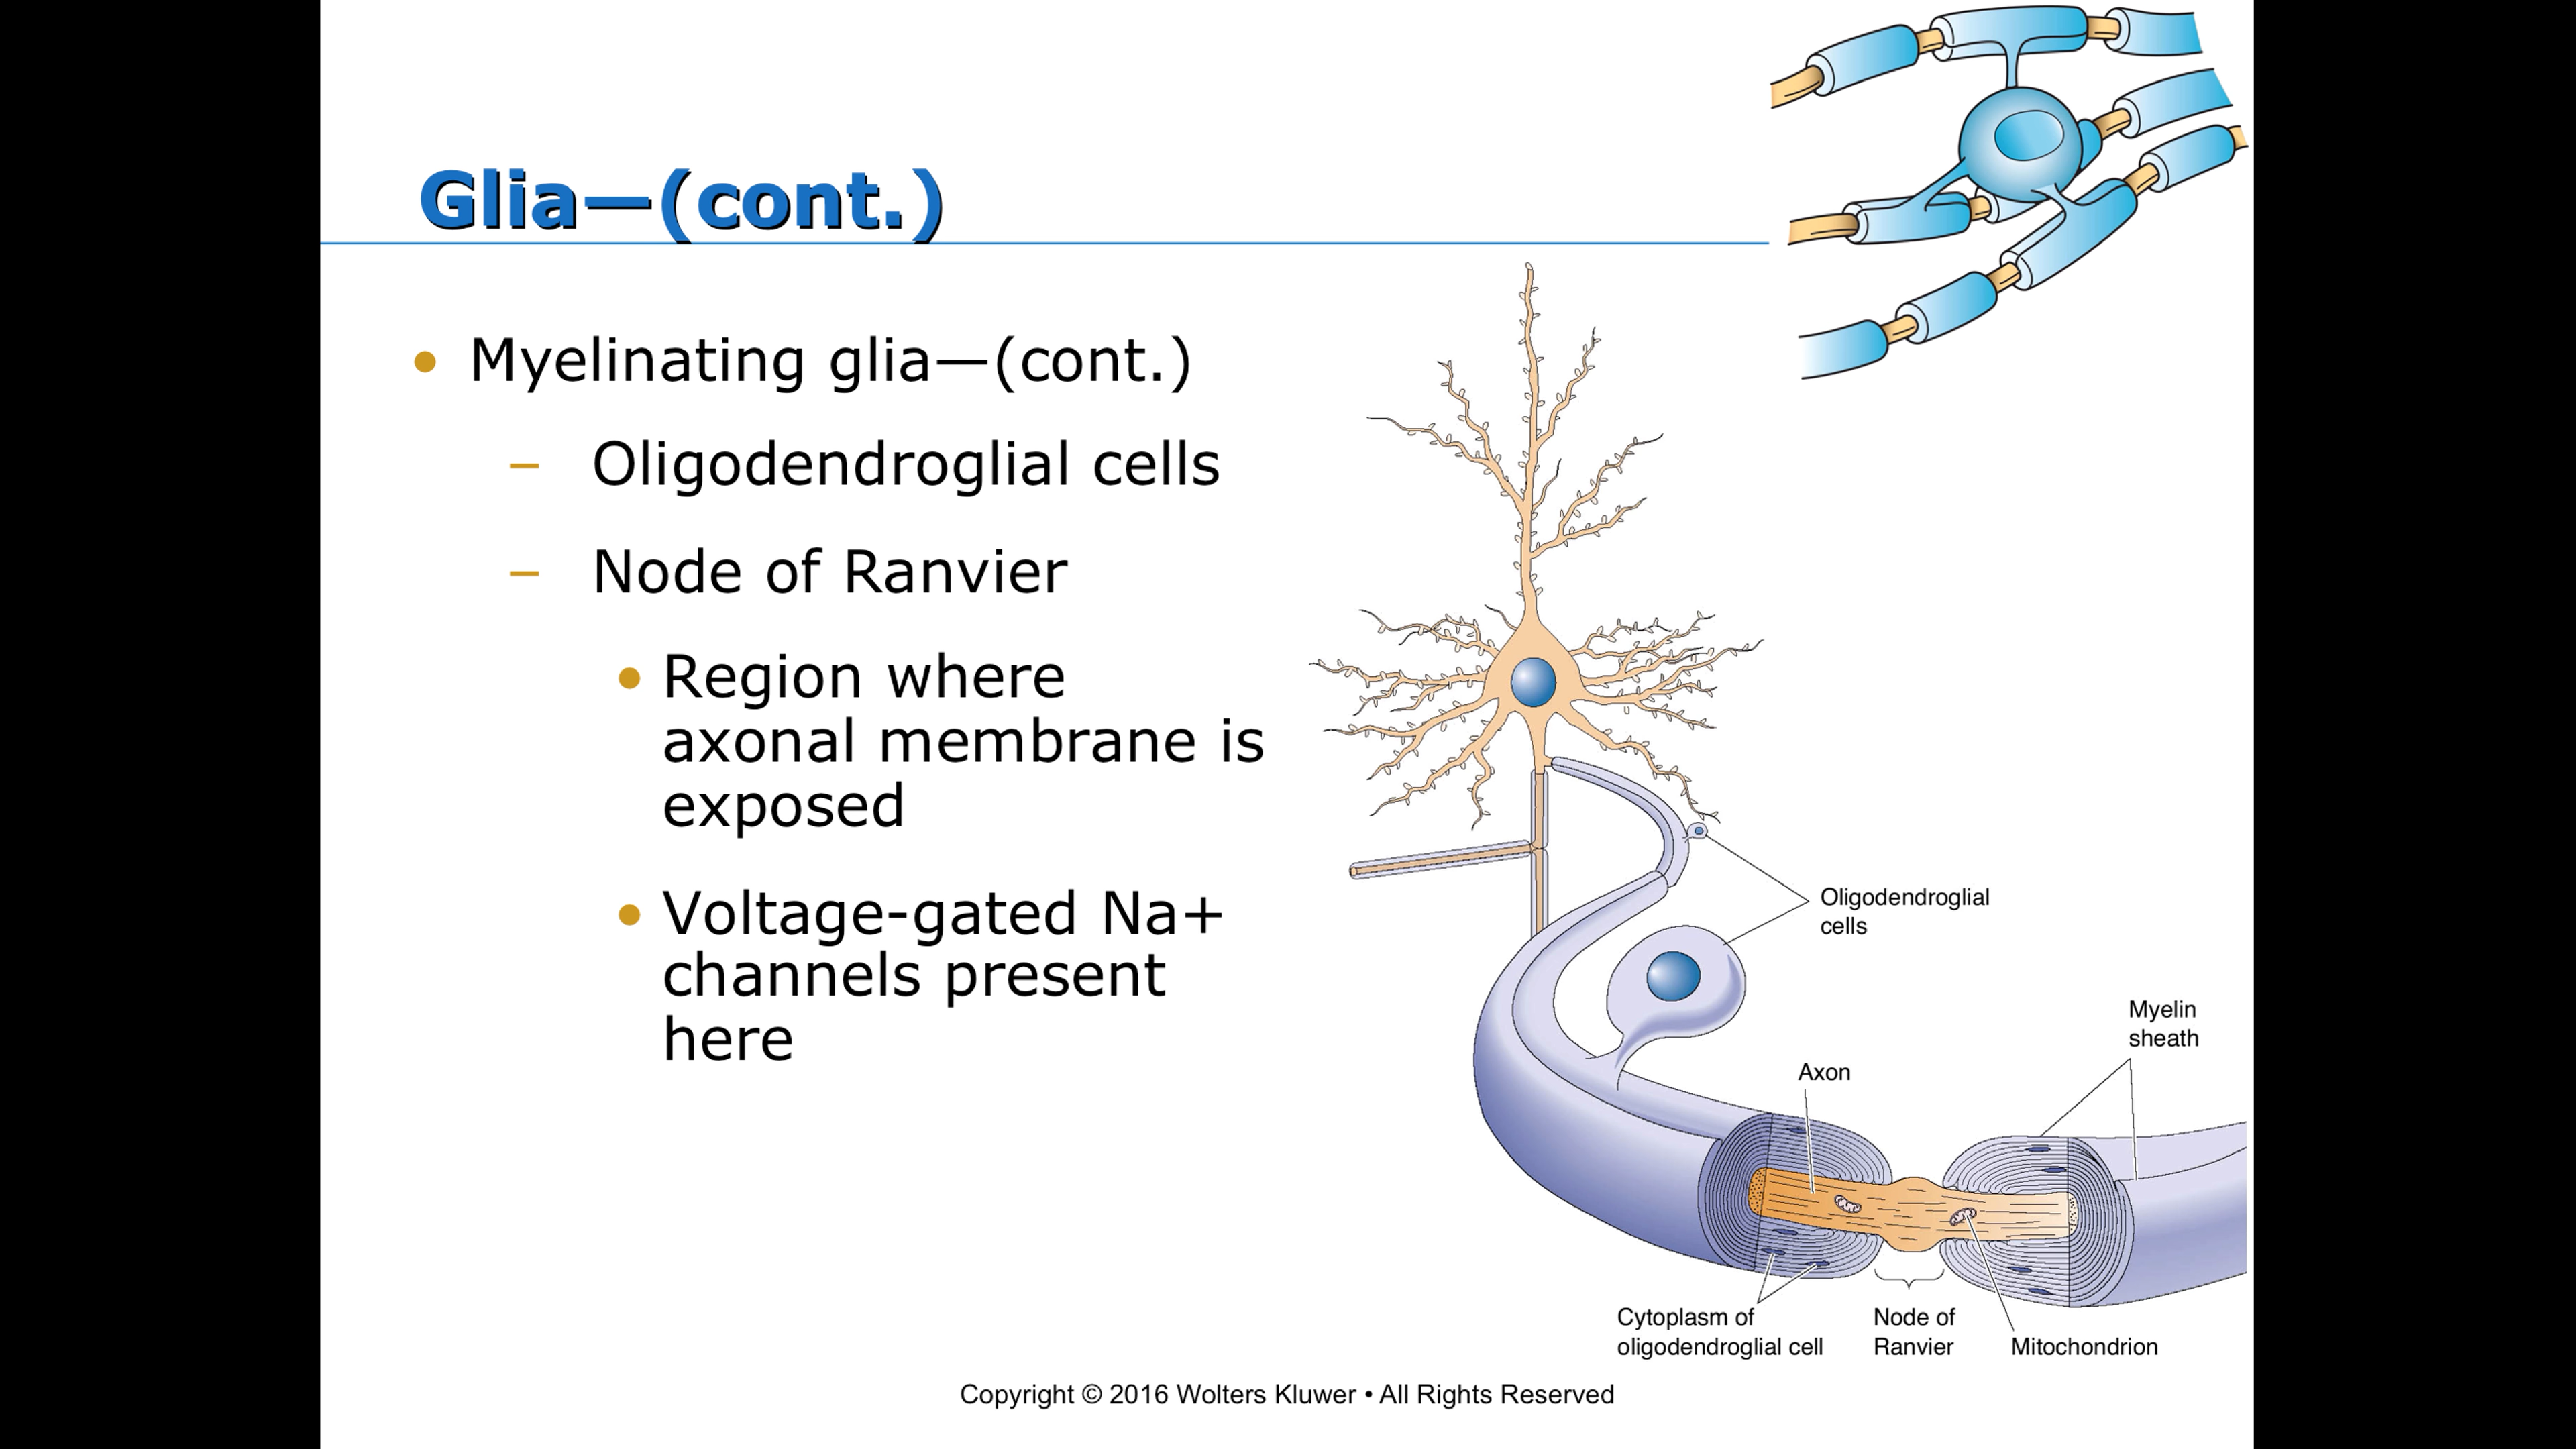 Glia—(cont.)
• Myelinating glia—(cont.)
– Oligodendroglial cells
– Node of Ranvier
• Region where
axonal membrane is
exposed
• Voltage-gated Na+
channels present
here
Oligodendroglial
cells
Myelin
sheath
Axon
Cytoplasm of
oligodendroglial cell
Node of
Ranvier
Mitochondrion
Copyright © 2016 Wolters Kluwer • All Rights Reserved